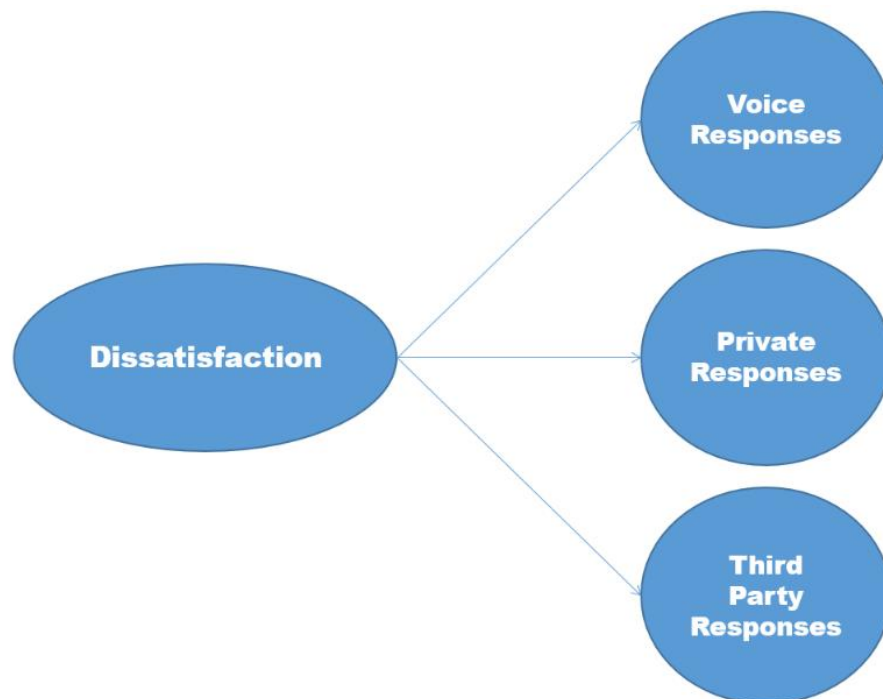 Dissatisfaction
Voice
Responses
Private
Responses
Third
Party
Responses